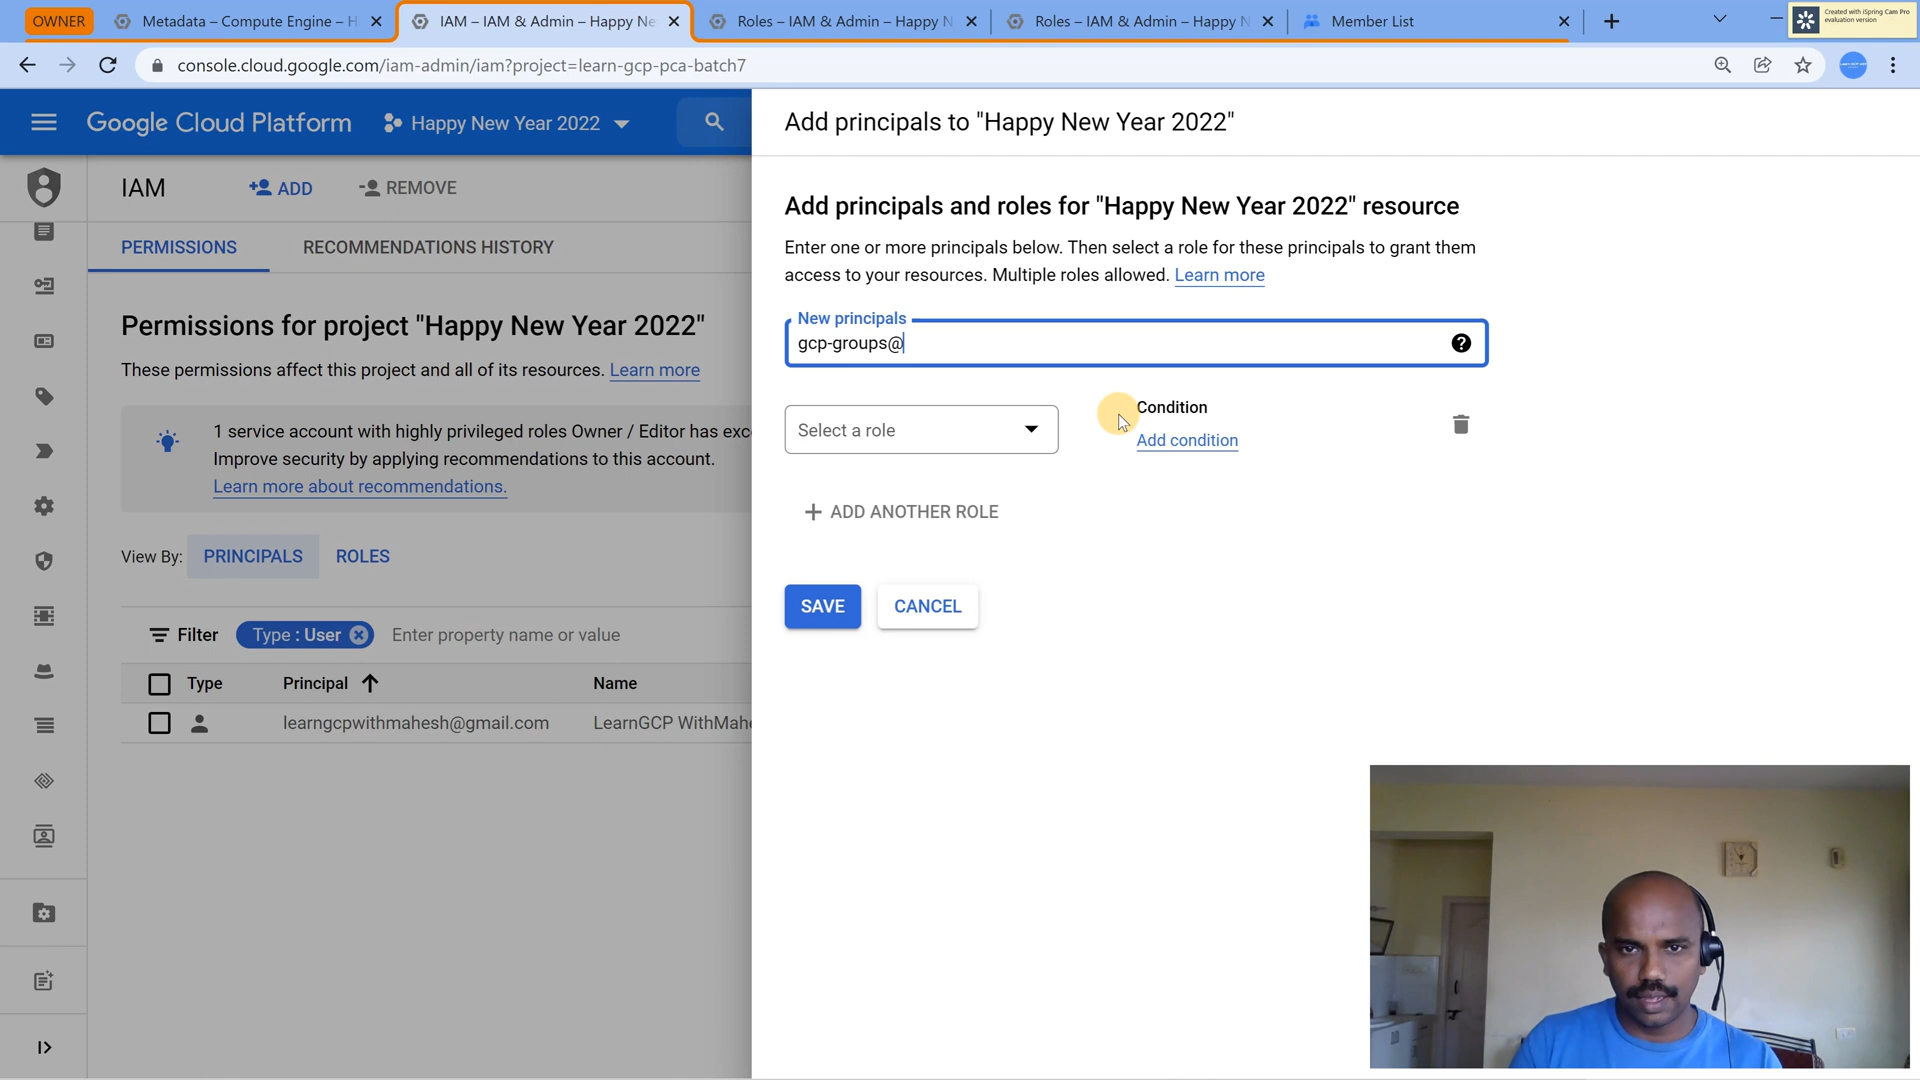 OWNER
Metadata – Compute Engine – H
IAM – IAM & Admin – Happy Ne
Roles – IAM & Admin – Happy N
Roles – IAM & Admin – Happy N
Member List
Created with iSpring Cam Pro
evaluation version
console.cloud.google.com/iam-admin/iam?project=learn-gcp-pca-batch7
Google Cloud Platform
Happy New Year 2022
Add principals to "Happy New Year 2022"
IAM
ADD
REMOVE
PERMISSIONS
RECOMMENDATIONS HISTORY
Permissions for project "Happy New Year 2022"
These permissions affect this project and all of its resources. Learn more
1 service account with highly privileged roles Owner / Editor has exc
Improve security by applying recommendations to this account.
Learn more about recommendations.
View By:
PRINCIPALS
ROLES
Filter
Type : User
Enter property name or value
Type
Principal
Name
learngcpwithmahesh@gmail.com
LearnGCP WithMahe
Add principals and roles for "Happy New Year 2022" resource
Enter one or more principals below. Then select a role for these principals to grant them
access to your resources. Multiple roles allowed. Learn more
New principals
gcp-groups@
Select a role
Condition
Add condition
ADD ANOTHER ROLE
SAVE
CANCEL